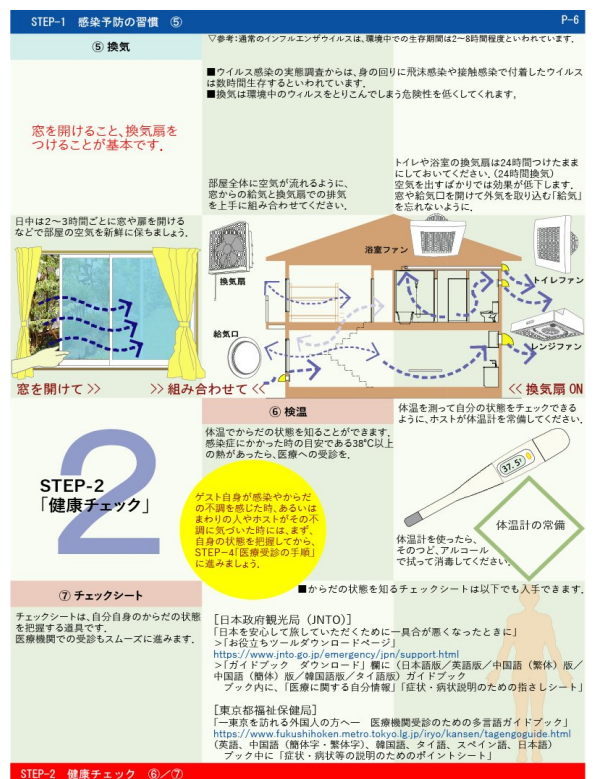 STEP-1 感染予防の習慣 ⑤
P-6
⑤ 換気
▽参考:通常のインフルエンザウイルスは、環境中での生存期間は2~8時間程度といわれています.
■ウイルス感染の実態調査からは、身の回りに飛沫感染や接触感染で付着したウイルス
は数時間生存するといわれています.
■換気は環境中のウィルスをとりこんでしまう危険性を低くしてくれます,
窓を開けること、換気扇を
つけることが基本です.
部屋全体に空気が流れるように、
窓からの給気と換気扇での排気
を上手に組み合わせてください.
トイレや浴室の換気扇は24時間つけたまま
にしておいてください.(24時間換気)
空気を出すばかりでは効果が低下します.
窓や給気口を開けて外気を取り込む「給気」
を忘れないように.
日中は2~3時間ごとに窓や扉を開ける
などで部屋の空気を新鮮に保ちましょう.
換気扇
浴室ファン
トイレファン
給気口
レンジファン
窓を開けて >>
>> 組み合わせて <<
<< 換気扇 ON
⑥ 検温
体温でからだの状態を知ることができます.
感染症にかかった時の目安である38℃以上
の熱があったら、医療への受診を.
体温を測って自分の状態をチェックできる
ように、ホストが体温計を常備してください.
2
STEP-2
「健康チェック」
ゲスト自身が感染やからだ
の不調を感じた時、あるいは
まわりの人やホストがその不
調に気づいた時には、まず、
自身の状態を把握してから、
STEP-4「医療受診の手順」
に進みましょう.
37.5°
体温計の常備
体温計を使ったら、
そのつど、アルコール
で拭って消毒してください.
⑦ チェックシート
■からだの状態を知るチェックシートは以下でも入手できます.
チェックシートは、自分自身のからだの状態
を把握する道具です.
医療機関での受診もスムーズに進みます.
[日本政府観光局(JNTO)]
「日本を安心して旅していただくために一具合が悪くなったときに」
>「お役立ちツールダウンロードページ」
https://www.jnto.go.jp/emergency/jpn/support.html
>「ガイドブック ダウンロード」欄に(日本語版/英語版/中国語(繁体)版/
中国語(簡体)版/韓国語版/タイ語版)ガイドブック
ブック内に、「医療に関する自分情報」「症状・病状説明のための指さしシート」
[東京都福祉保健局]
「一東京を訪れる外国人の方へ一 医療機関受診のための多言語ガイドブック」
https://www.fukushihoken.metro.tokyo.lg.jp/iryo/kansen/tagengoguide.html
(英語、中国語(簡体字・繁体字)、韓国語、タイ語、スペイン語、日本語)
ブック中に「症状・病状等の説明のためのポイントシート」
STEP-2 健康チェック ⑥/⑦